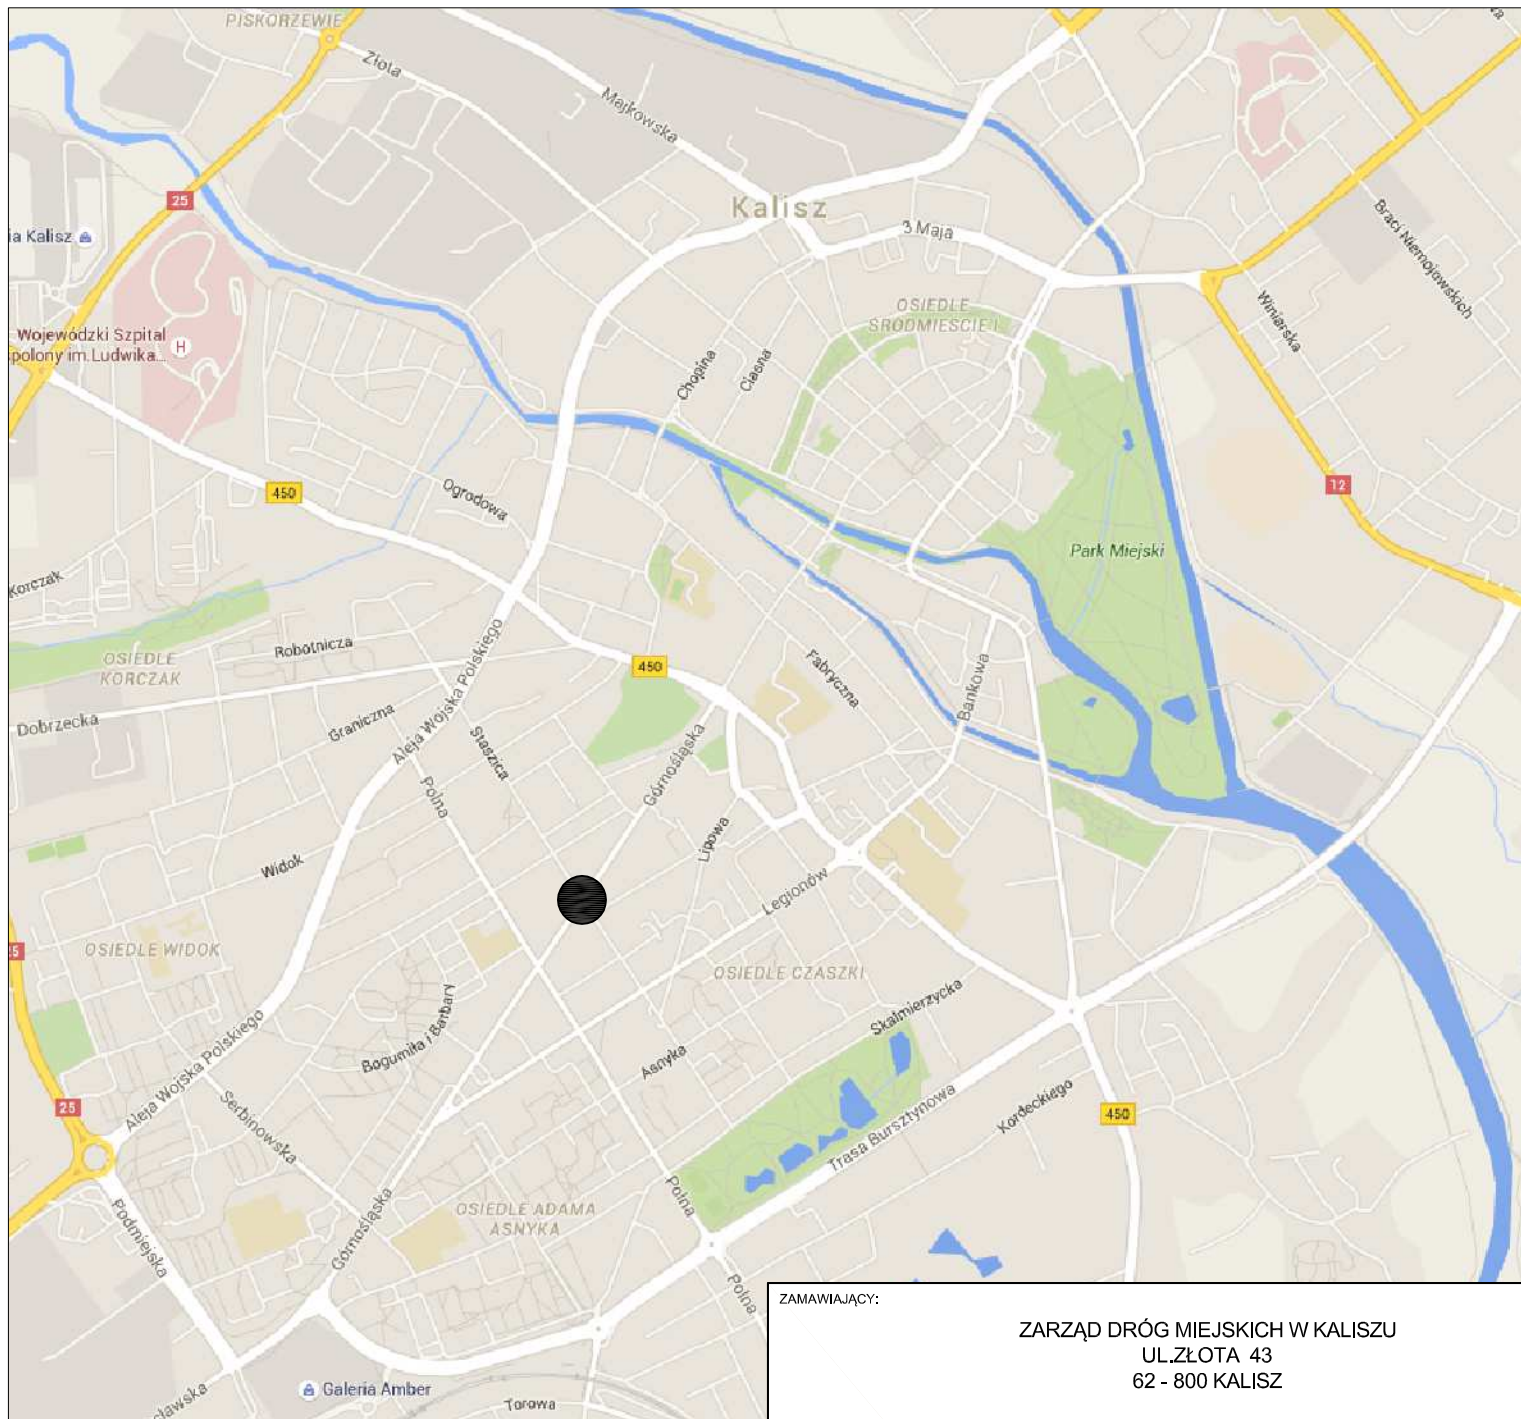 PISKORZEWIE
Złota
Majkowska
25
Kalisz
ia Kalisz
3 Maja
Braci Niemojowskich
Winiarska
OSIEDLE
ŚRÓDMIEŚCIE I
Wojewódzki Szpital
polony im.Ludwika...
H
Chopina
Ciasna
450
Ogrodowa
12
Park Miejski
Korczak
Robotnicza
OSIEDLE
KORCZAK
450
Fabryczna
Bankowa
Dobrzecka
Graniczna
Aleja Wojska Polskiego
Staszica
Górnośląska
Polna
Lipowa
Widok
Legionów
OSIEDLE WIDOK
5
OSIEDLE CZASZKI
Skalmierzycka
Bogumiła i Barbary
Asnyka
Aleja Wojska Polskiego
25
Serbinowska
Trasa Bursztynowa
Kordeckiego
450
Polna
OSIEDLE ADAMA
ASNYKA
Podmiejska
Górnośląska
Polna
Galeria Amber
Torowa
cławska
ZAMAWIAJĄCY:
ZARZĄD DRÓG MIEJSKICH W KALISZU
UL.ZŁOTA 43
62 - 800 KALISZ